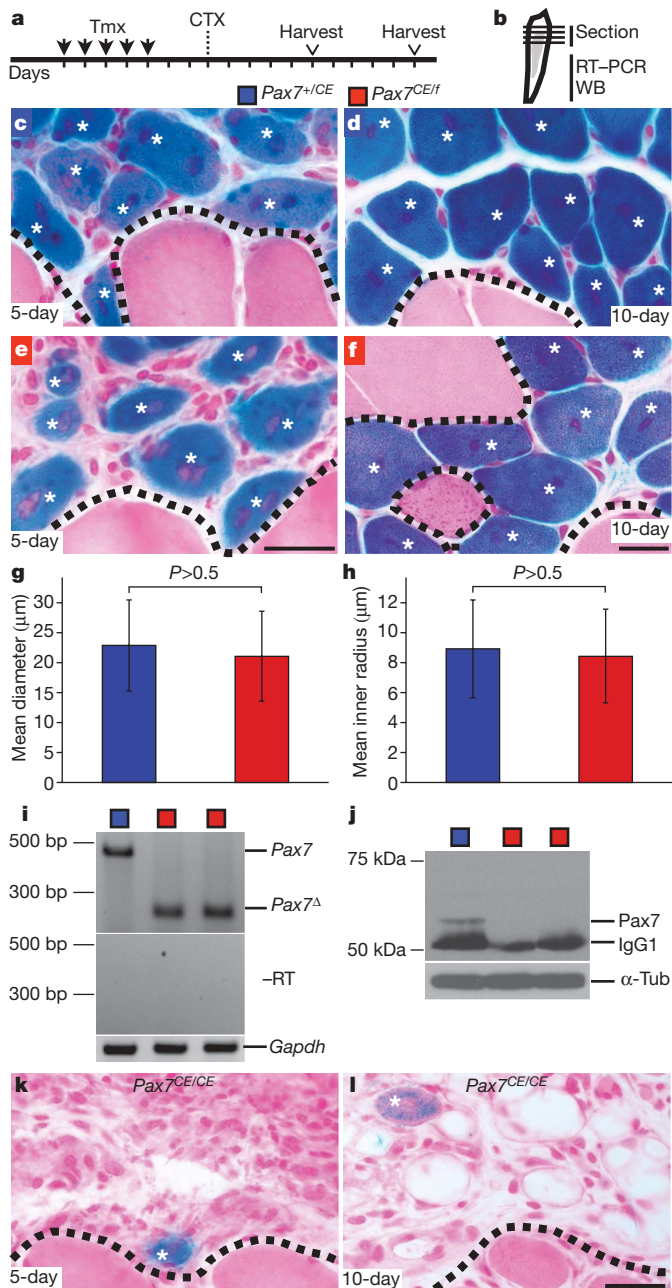 a
Tmx
CTX
Harvest
Harvest
Days
b
Section
RT–PCR
WB
Pax7+/CE
Pax7CE/f
c
5-day
d
10-day
e
5-day
f
10-day
g
P>0.5
Mean diameter (μm)
30
25
20
15
10
5
0
h
P>0.5
Mean inner radius (μm)
12
10
8
6
4
2
0
i
500 bp
Pax7
300 bp
Pax7Δ
500 bp
–RT
300 bp
Gapdh
j
75 kDa
Pax7
50 kDa
IgG1
α-Tub
k
Pax7CE/CE
5-day
l
Pax7CE/CE
10-day